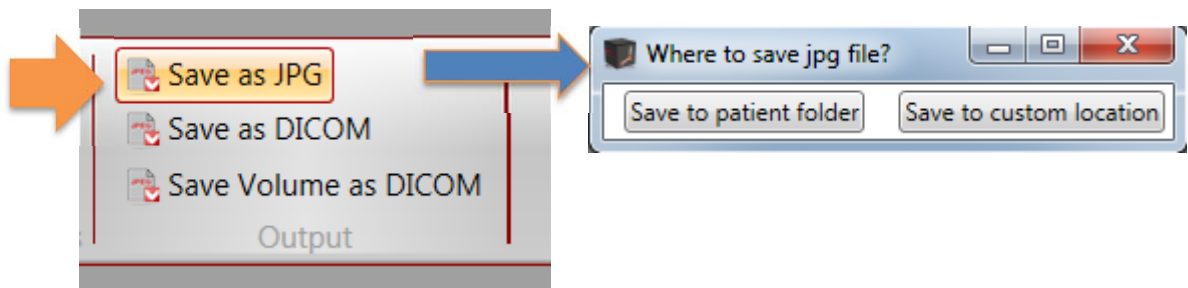 Save as JPG
Save as DICOM
Save Volume as DICOM
Output
Where to save jpg file?
Save to patient folder
Save to custom location